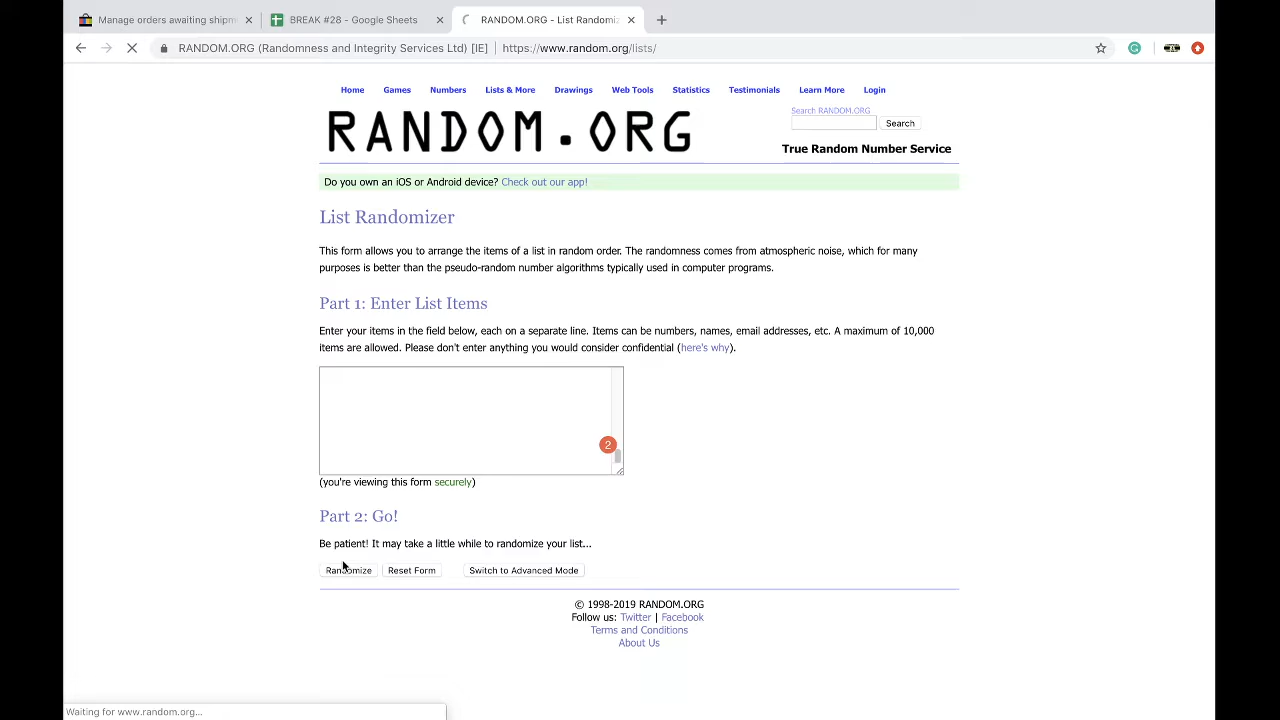 Manage orders awaiting shipm
BREAK #28 - Google Sheets
RANDOM.ORG - List Randomiz
RANDOM.ORG (Randomness and Integrity Services Ltd) [IE] | https://www.random.org/lists/
Home Games Numbers Lists & More Drawings Web Tools Statistics Testimonials Learn More Login
RANDOM.ORG
Search RANDOM.ORG
Search
True Random Number Service
Do you own an iOS or Android device? Check out our app!
List Randomizer
This form allows you to arrange the items of a list in random order. The randomness comes from atmospheric noise, which for many
purposes is better than the pseudo-random number algorithms typically used in computer programs.
Part 1: Enter List Items
Enter your items in the field below, each on a separate line. Items can be numbers, names, email addresses, etc. A maximum of 10,000
items are allowed. Please don't enter anything you would consider confidential (here's why).
2
(you're viewing this form securely)
Part 2: Go!
Be patient! It may take a little while to randomize your list...
Randomize Reset Form Switch to Advanced Mode
© 1998-2019 RANDOM.ORG
Follow us: Twitter | Facebook
Terms and Conditions
About Us
Waiting for www.random.org...